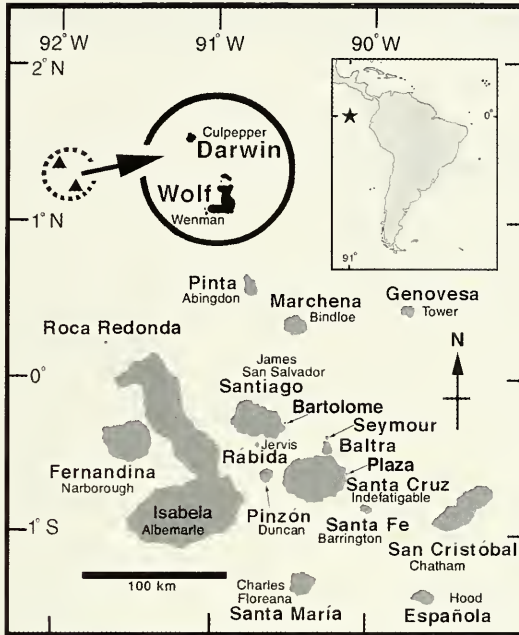 92°W 91°W 90°W
2°N
Culpepper
Darwin
0°
Wolf
1°N
Wenman
91°
Pinta
Abingdon
Marchena
Bindloe
Genovesa
Tower
Roca Redonda
N
James
San Salvador
Santiago
0°
Bartolome
Seymour
Jervis
Baltra
Rábida
Plaza
Fernandina
Narborough
Santa Cruz
Indefatigable
Isabela
Albemarle
Pinzón
Duncan
Santa Fe
Barrington
1°S
San Cristóbal
Chatham
100 km
Charles
Floreana
Santa María
Hood
Española